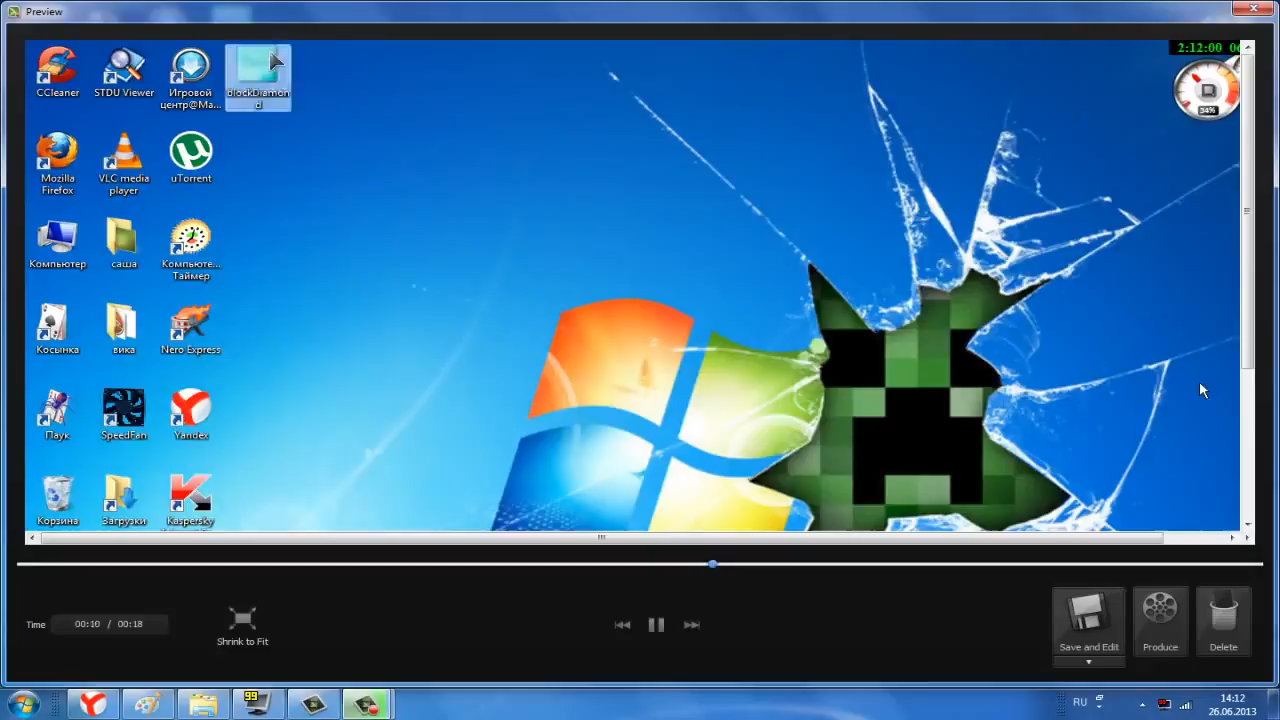 Preview
2:12:00
CCleaner
STDU Viewer
Игровой
центр@Ma...
blockDiamon
d
34%
Mozilla
Firefox
VLC media
player
uTorrent
Компьютер
саша
Компьюте...
Таймер
Косынка
вика
Nero Express
Паук
SpeedFan
Yandex
Корзина
Загрузки
Kaspersky
Time
00:10 / 00:18
Shrink to Fit
Save and Edit
Produce
Delete
99
RU
14:12
26.06.2013